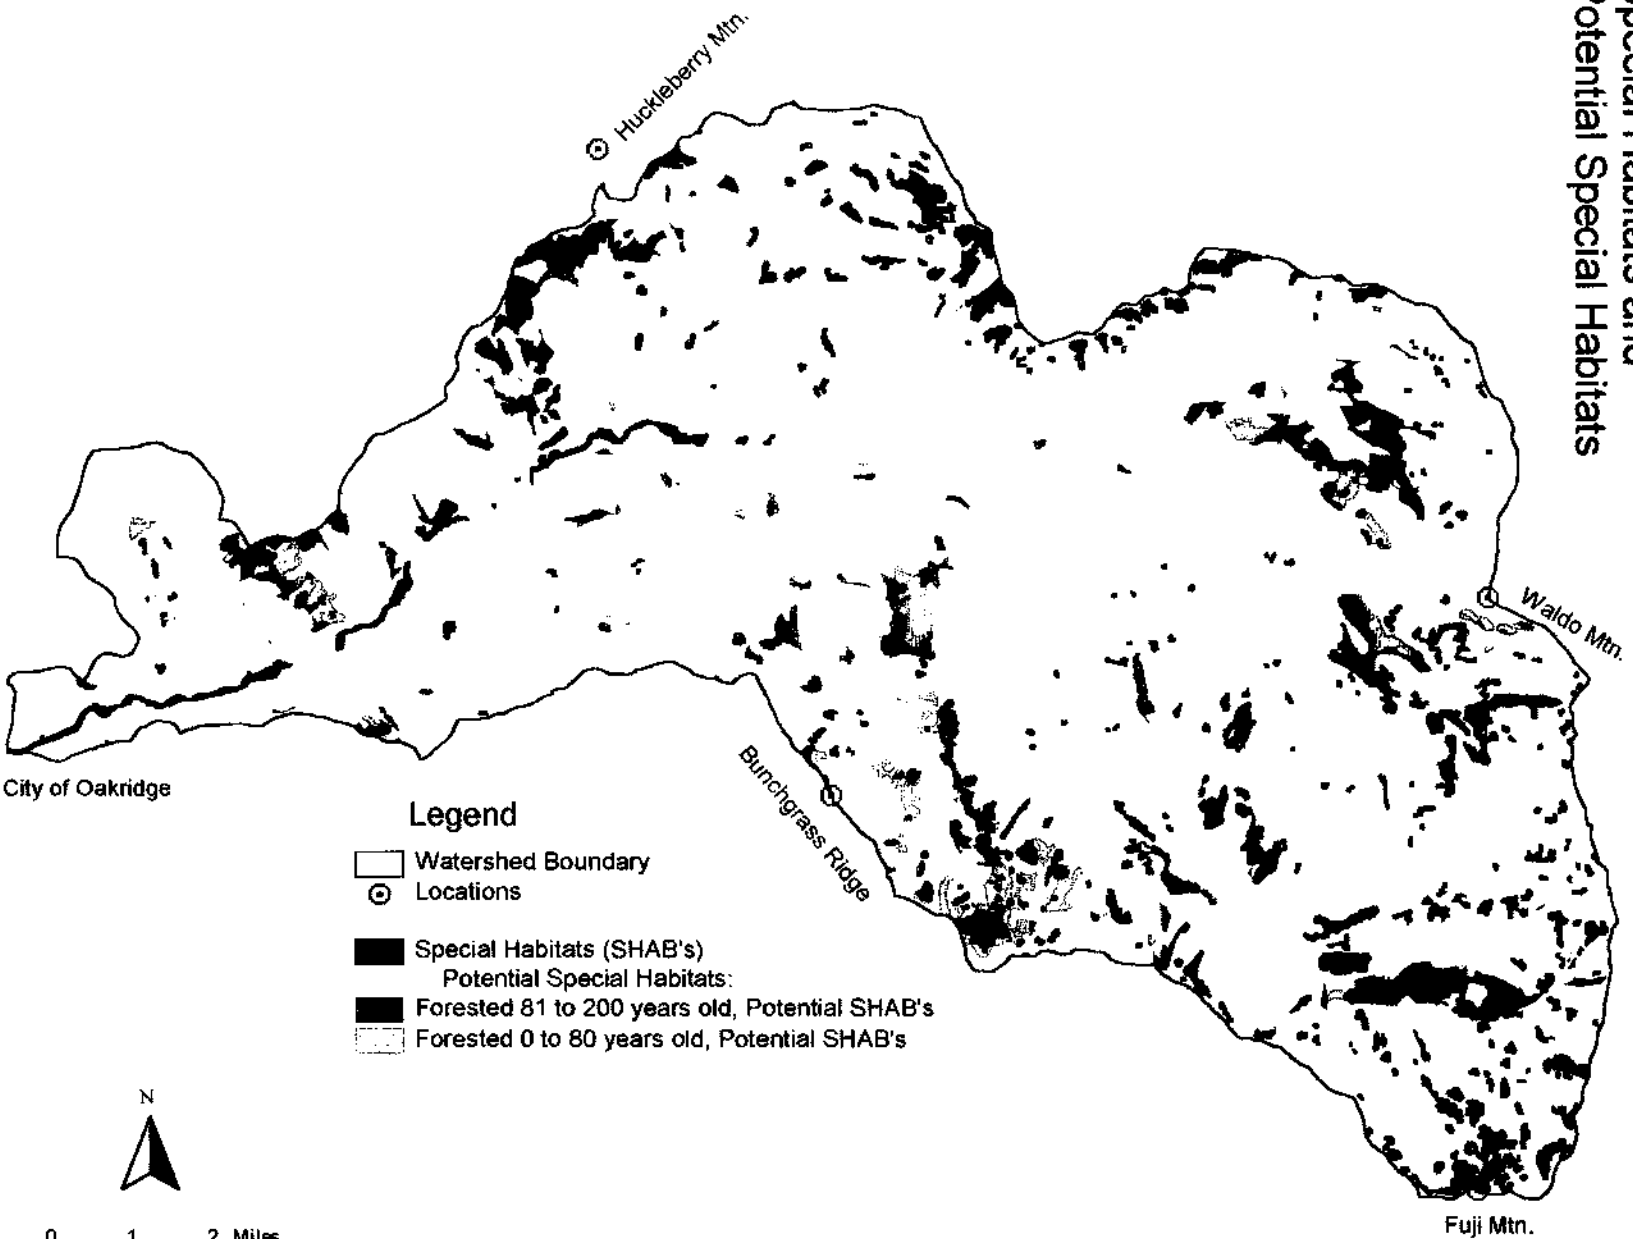 Potential Special Habitats
Huckleberry Mtn.
Waldo Mtn.
Bunchgrass Ridge
City of Oakridge
Legend
Watershed Boundary
Locations
Special Habitats (SHAB's)
Potential Special Habitats:
Forested 81 to 200 years old, Potential SHAB's
Forested 0 to 80 years old, Potential SHAB's
N
0 1 2 Miles
Fuji Mtn.